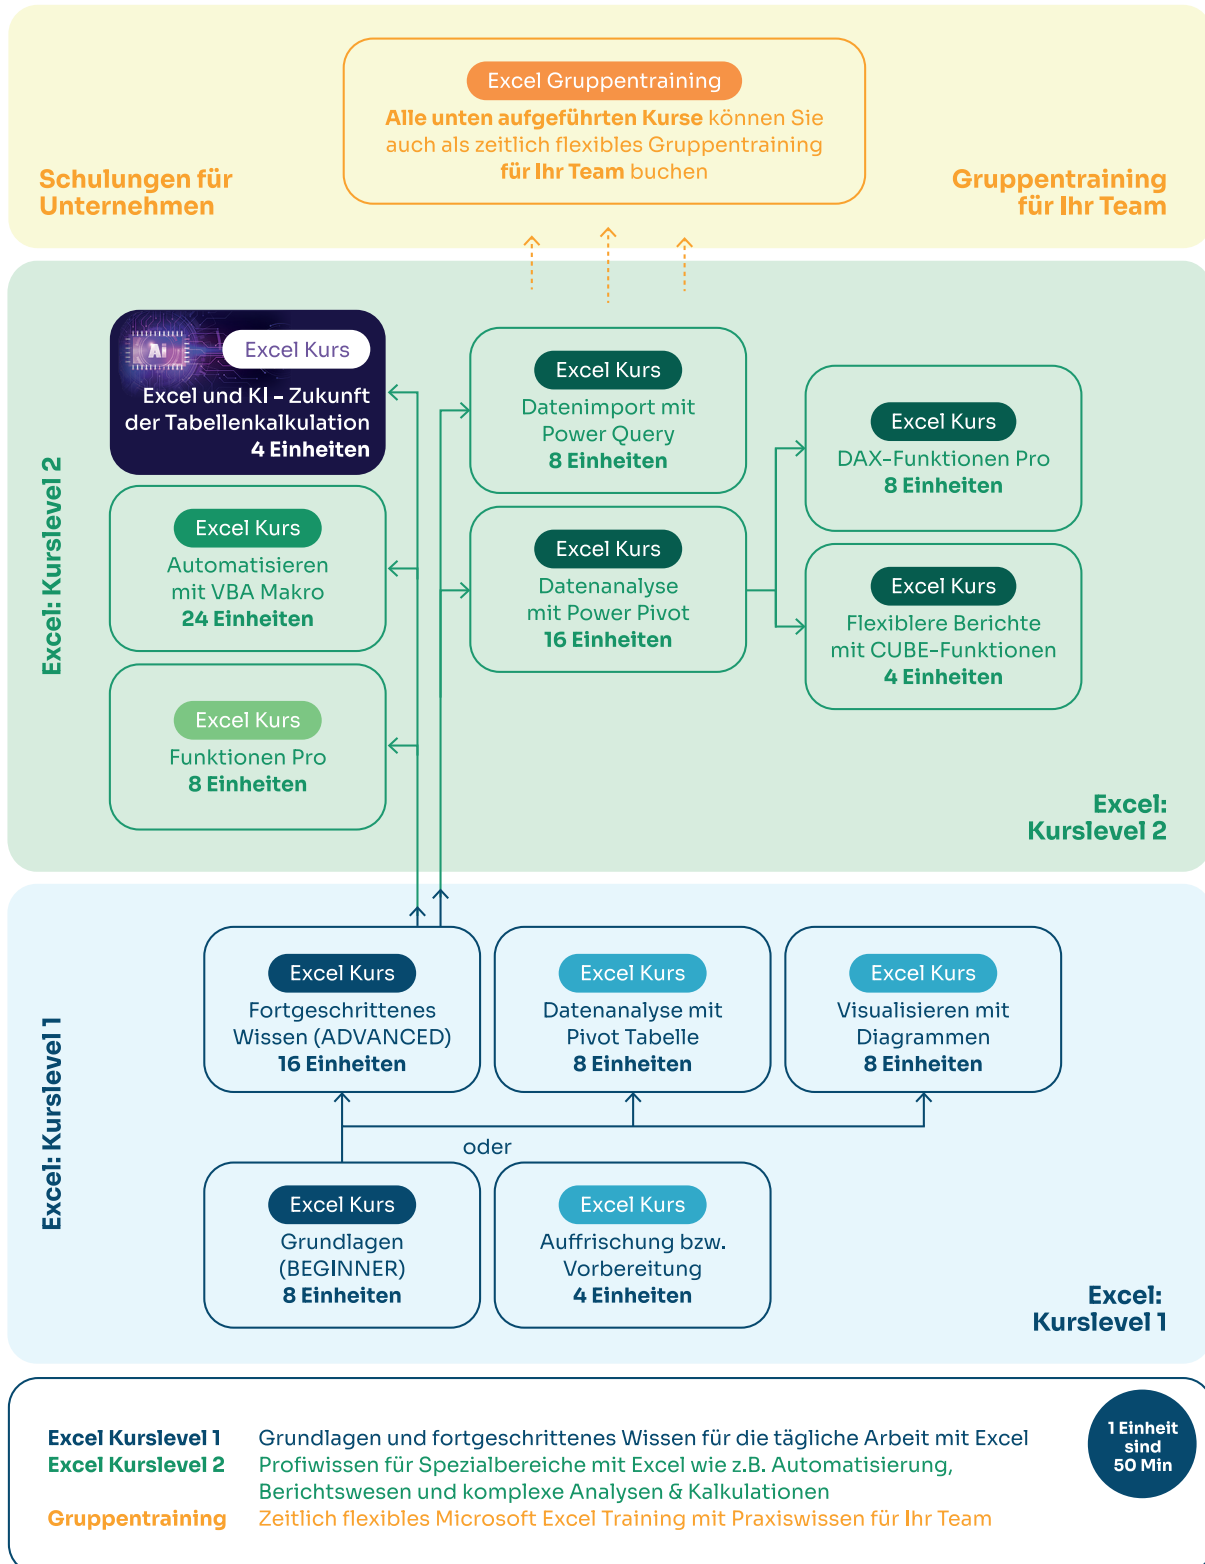 Excel Gruppentraining
Alle unten aufgeführten Kurse können Sie
auch als zeitlich flexibles Gruppentraining
für Ihr Team buchen
Schulungen für
Unternehmen
Gruppentraining
für Ihr Team
Excel: Kurslevel 2
Ai
Excel Kurs
Excel und KI – Zukunft
der Tabellenkalkulation
4 Einheiten
Excel Kurs
Automatisieren
mit VBA Makro
24 Einheiten
Excel Kurs
Funktionen Pro
8 Einheiten
Excel Kurs
Datenimport mit
Power Query
8 Einheiten
Excel Kurs
Datenanalyse
mit Power Pivot
16 Einheiten
Excel Kurs
DAX-Funktionen Pro
8 Einheiten
Excel Kurs
Flexiblere Berichte
mit CUBE-Funktionen
4 Einheiten
Excel:
Kurslevel 2
Excel: Kurslevel 1
Excel Kurs
Fortgeschrittenes
Wissen (ADVANCED)
16 Einheiten
Excel Kurs
Datenanalyse mit
Pivot Tabelle
8 Einheiten
Excel Kurs
Visualisieren mit
Diagrammen
8 Einheiten
oder
Excel Kurs
Grundlagen
(BEGINNER)
8 Einheiten
Excel Kurs
Auffrischung bzw.
Vorbereitung
4 Einheiten
Excel:
Kurslevel 1
Excel Kurslevel 1 Grundlagen und fortgeschrittenes Wissen für die tägliche Arbeit mit Excel
Excel Kurslevel 2 Profiwissen für Spezialbereiche mit Excel wie z.B. Automatisierung,
Berichtswesen und komplexe Analysen & Kalkulationen
Gruppentraining Zeitlich flexibles Microsoft Excel Training mit Praxiswissen für Ihr Team
1 Einheit
sind
50 Min